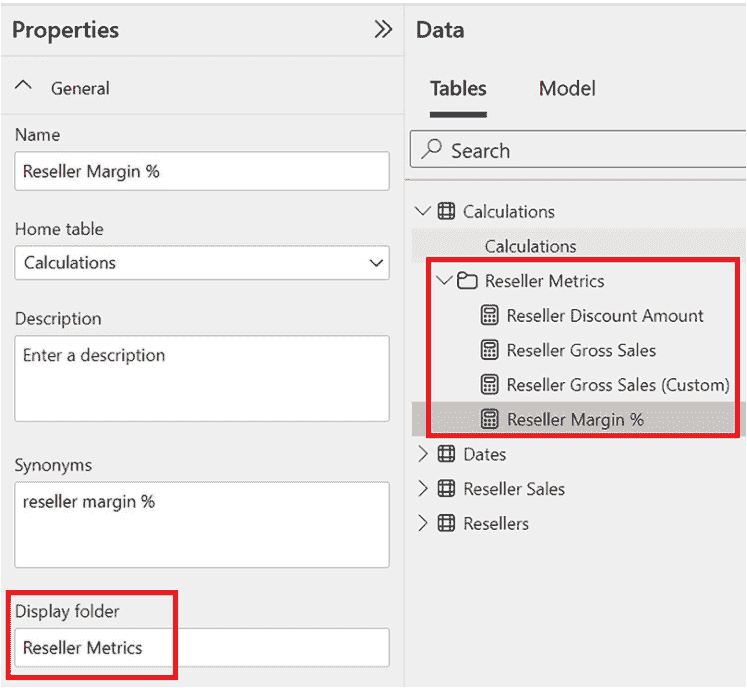 Properties
General
Name
Reseller Margin %
Home table
Calculations
Description
Enter a description
Synonyms
reseller margin %
Display folder
Reseller Metrics
Data
Tables Model
Search
Calculations
Calculations
Reseller Metrics
Reseller Discount Amount
Reseller Gross Sales
Reseller Gross Sales (Custom)
Reseller Margin %
Dates
Reseller Sales
Resellers